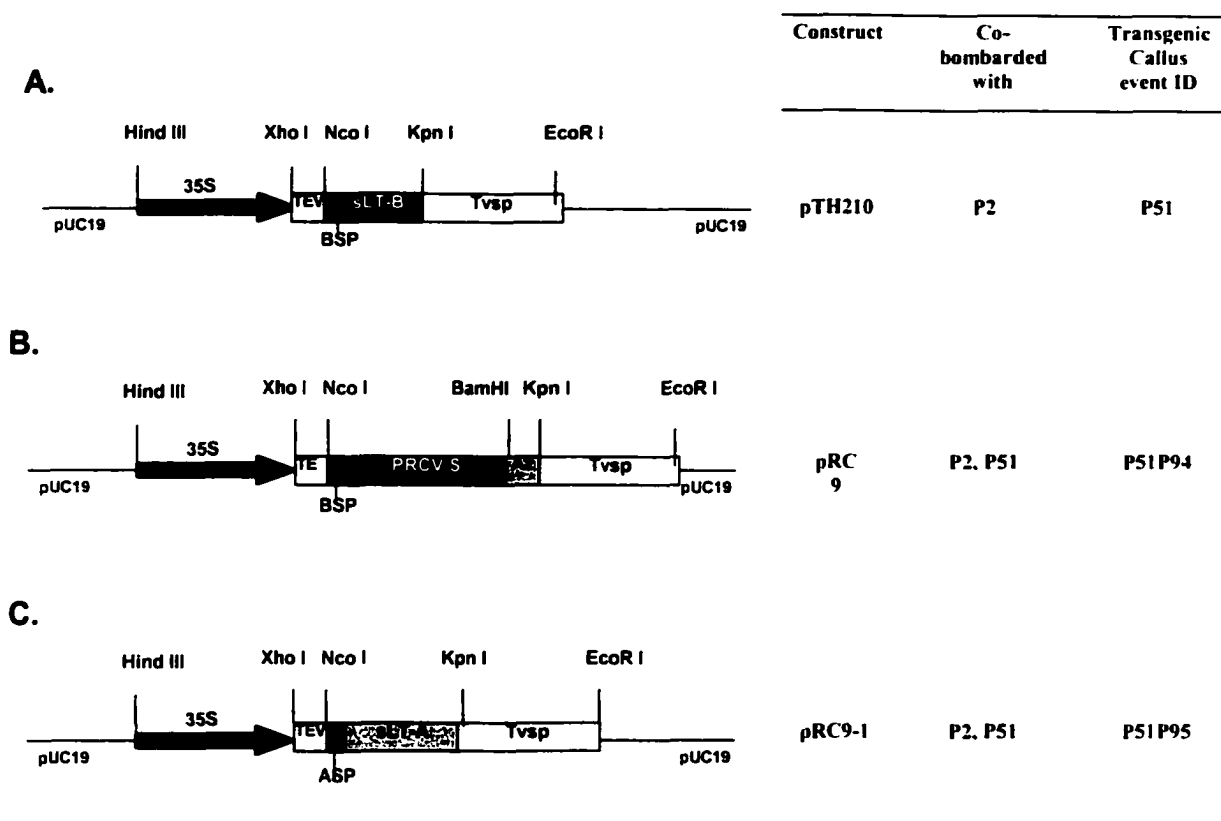 Construct Co- Transgenic
bombarded Callus
with event ID
A.
Hind III Xho I Nco I Kpn I EcoR I
35S
TEV sLT-B Tvsp
pUC19 BSP pUC19
pTH210 P2 P51
B.
Hind III Xho I Nco I BamHI Kpn I EcoR I
35S
TE PRCV S Tvsp
pUC19 BSP pUC19
pRC P2, P51 P51P94
9
C.
Hind III Xho I Nco I Kpn I EcoR I
35S
TEV sLT-A Tvsp
pUC19 ASP pUC19
pRC9-1 P2, P51 P51P95